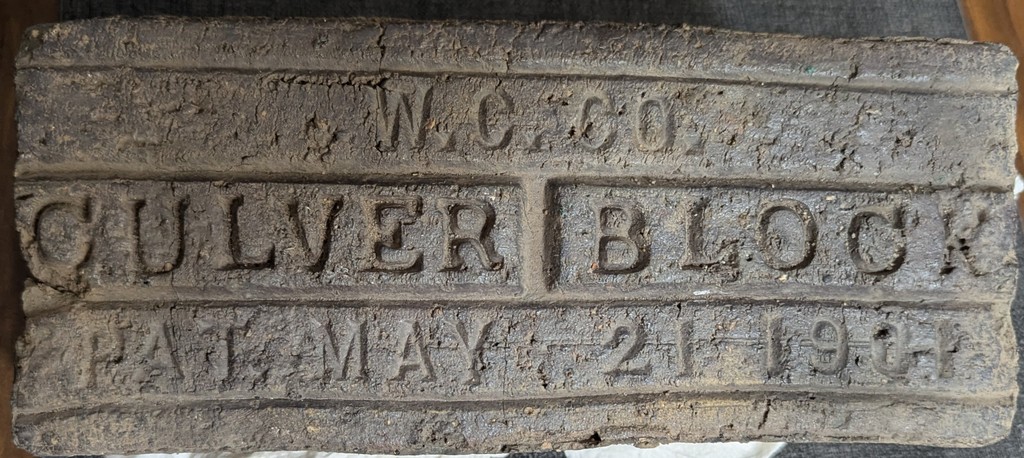 W.C.CO.
CULVER BLOCK
PAT. MAY 21 1901